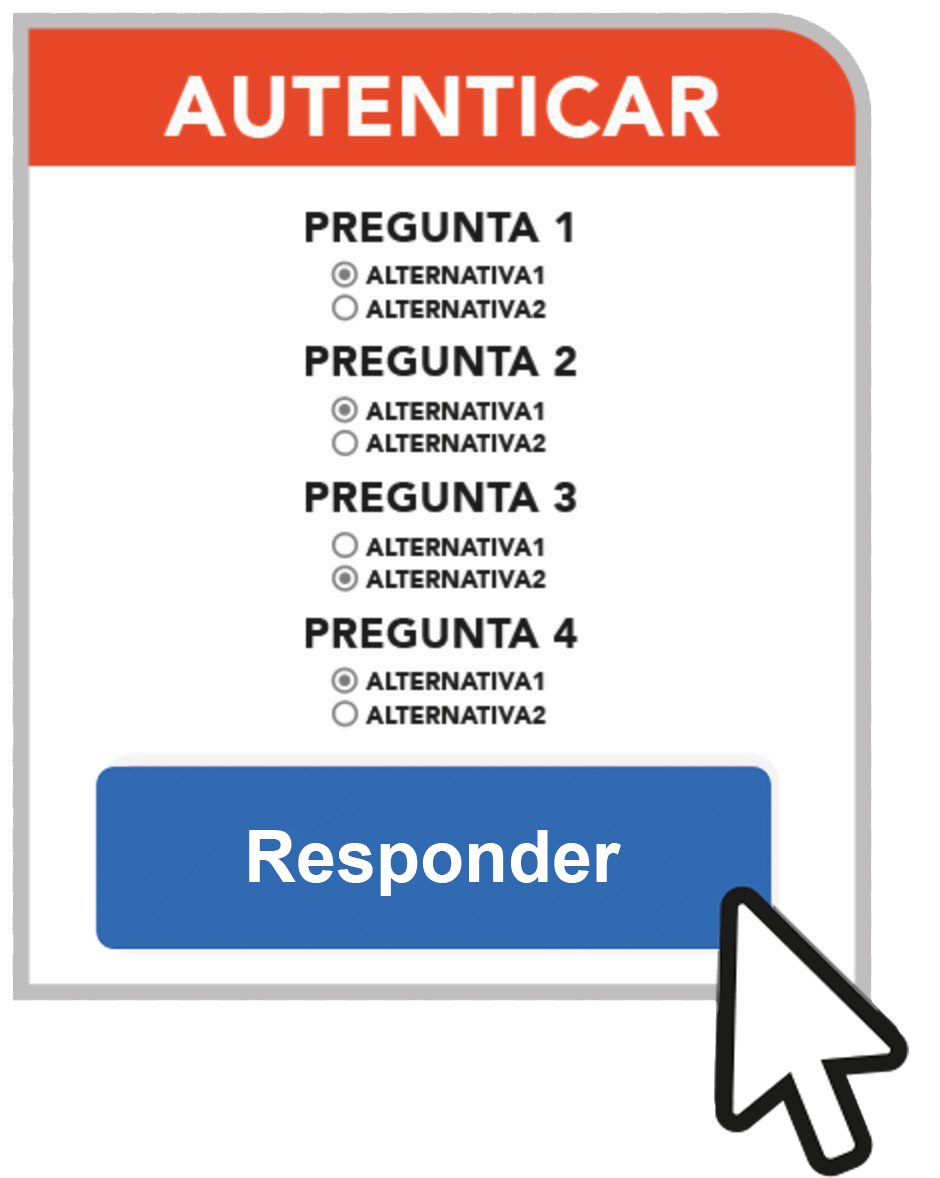 AUTENTICAR
PREGUNTA 1
ALTERNATIVA1
ALTERNATIVA2
PREGUNTA 2
ALTERNATIVA1
ALTERNATIVA2
PREGUNTA 3
ALTERNATIVA1
ALTERNATIVA2
PREGUNTA 4
ALTERNATIVA1
ALTERNATIVA2
Responder